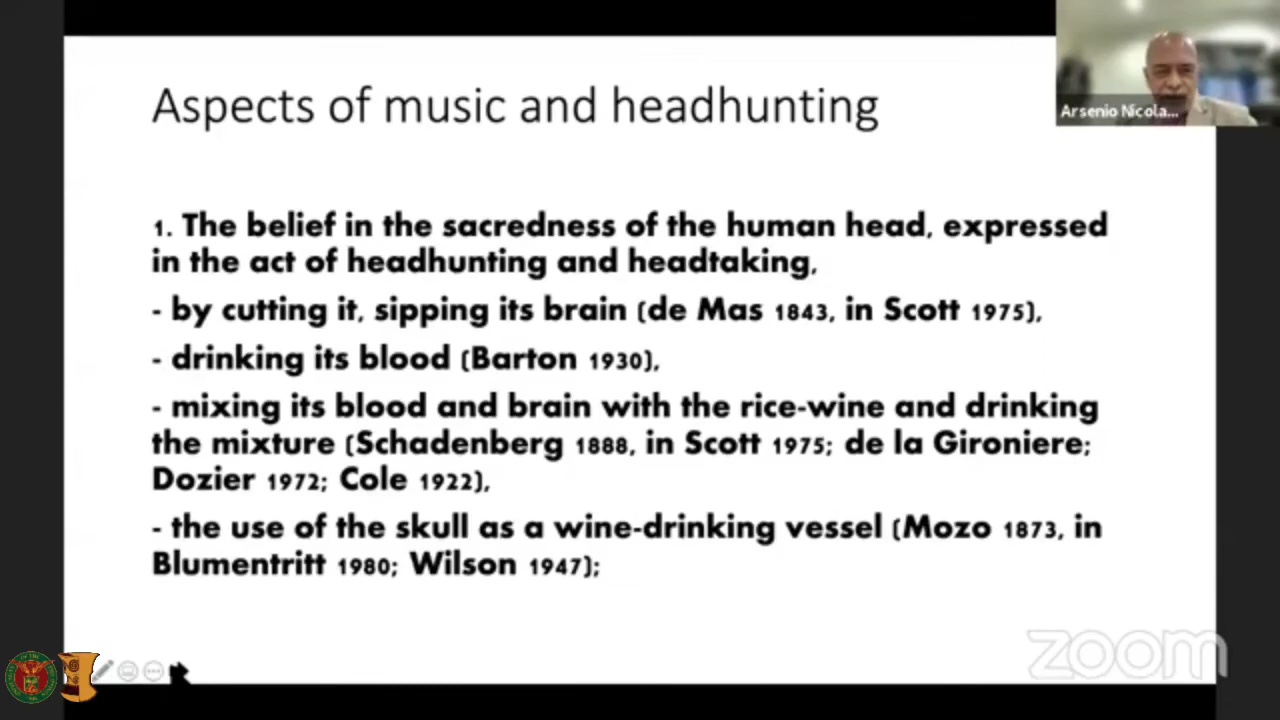 Aspects of music and headhunting
Arsenio Nicola...
1. The belief in the sacredness of the human head, expressed
in the act of headhunting and headtaking,
- by cutting it, sipping its brain (de Mas 1843, in Scott 1975),
- drinking its blood (Barton 1930),
- mixing its blood and brain with the rice-wine and drinking
the mixture (Schadenberg 1888, in Scott 1975; de la Gironiere;
Dozier 1972; Cole 1922),
- the use of the skull as a wine-drinking vessel (Mozo 1873, in
Blumentritt 1980; Wilson 1947);
zoom